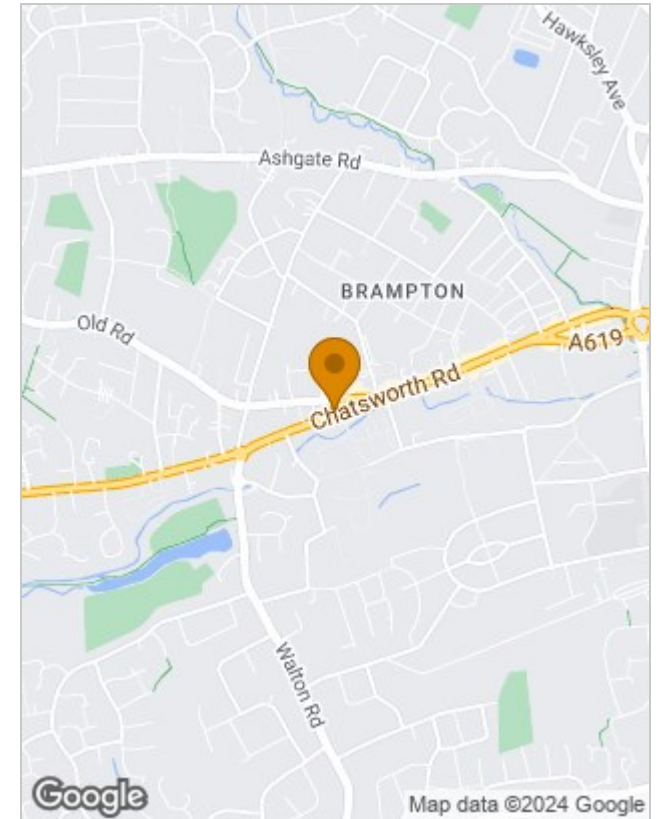 Hawksley Ave
Ashgate Rd
BRAMPTON
Old Rd
A619
Chatsworth Rd
Walton Rd
Google
Map data ©2024 Google